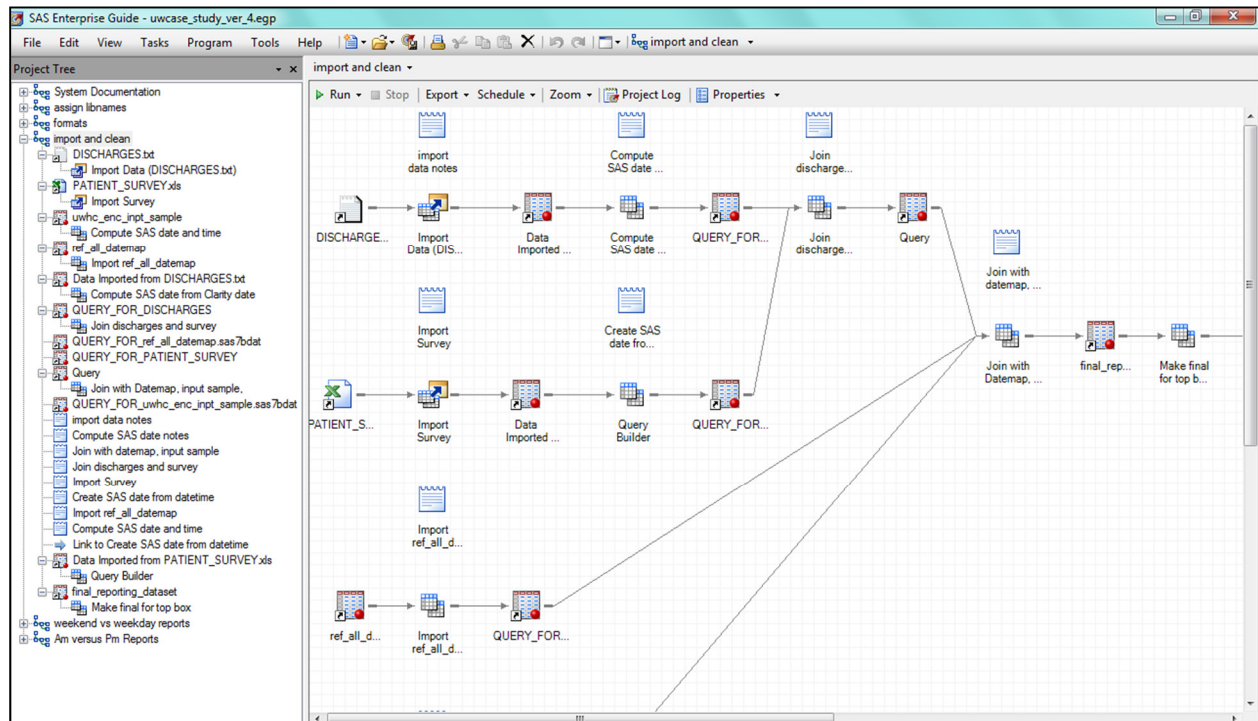 SAS Enterprise Guide - uwcase_study_ver_4.egp
File Edit View Tasks Program Tools Help import and clean
Project Tree
System Documentation
assign libnames
formats
import and clean
DISCHARGES.txt
Import Data (DISCHARGES.txt)
PATIENT_SURVEY.xls
Import Survey
uwhc_enc_inpt_sample
Compute SAS date and time
ref_all_datemap
Import ref_all_datemap
Data Imported from DISCHARGES.txt
Compute SAS date from Clarity date
QUERY_FOR_DISCHARGES
Join discharges and survey
QUERY_FOR_ref_all_datemap.sas7bdat
QUERY_FOR_PATIENT_SURVEY
Query
Join with Datemap, input sample,
QUERY_FOR_uwhc_enc_inpt_sample.sas7bdat
import data notes
Compute SAS date notes
Join with datemap, input sample
Join discharges and survey
Import Survey
Create SAS date from datetime
Import ref_all_datemap
Compute SAS date and time
Link to Create SAS date from datetime
Data Imported from PATIENT_SURVEY.xls
Query Builder
final_reporting_dataset
Make final for top box
weekend vs weekday reports
Am versus Pm Reports
import and clean
Run Stop Export Schedule Zoom Project Log Properties
import
data notes
Compute
SAS date ...
Join
discharge...
DISCHARGE...
Import
Data (DIS...
Data
Imported ...
Compute
SAS date ...
QUERY_FOR...
Join
discharge...
Query
Join with
datemap, ...
Import
Survey
Create SAS
date fro...
Join with
Datemap, ...
final_rep...
Make final
for top b...
PATIENT_S...
Import
Survey
Data
Imported ...
Query
Builder
QUERY_FOR...
Import
ref_all_d...
ref_all_d...
Import
ref_all_d...
QUERY_FOR...